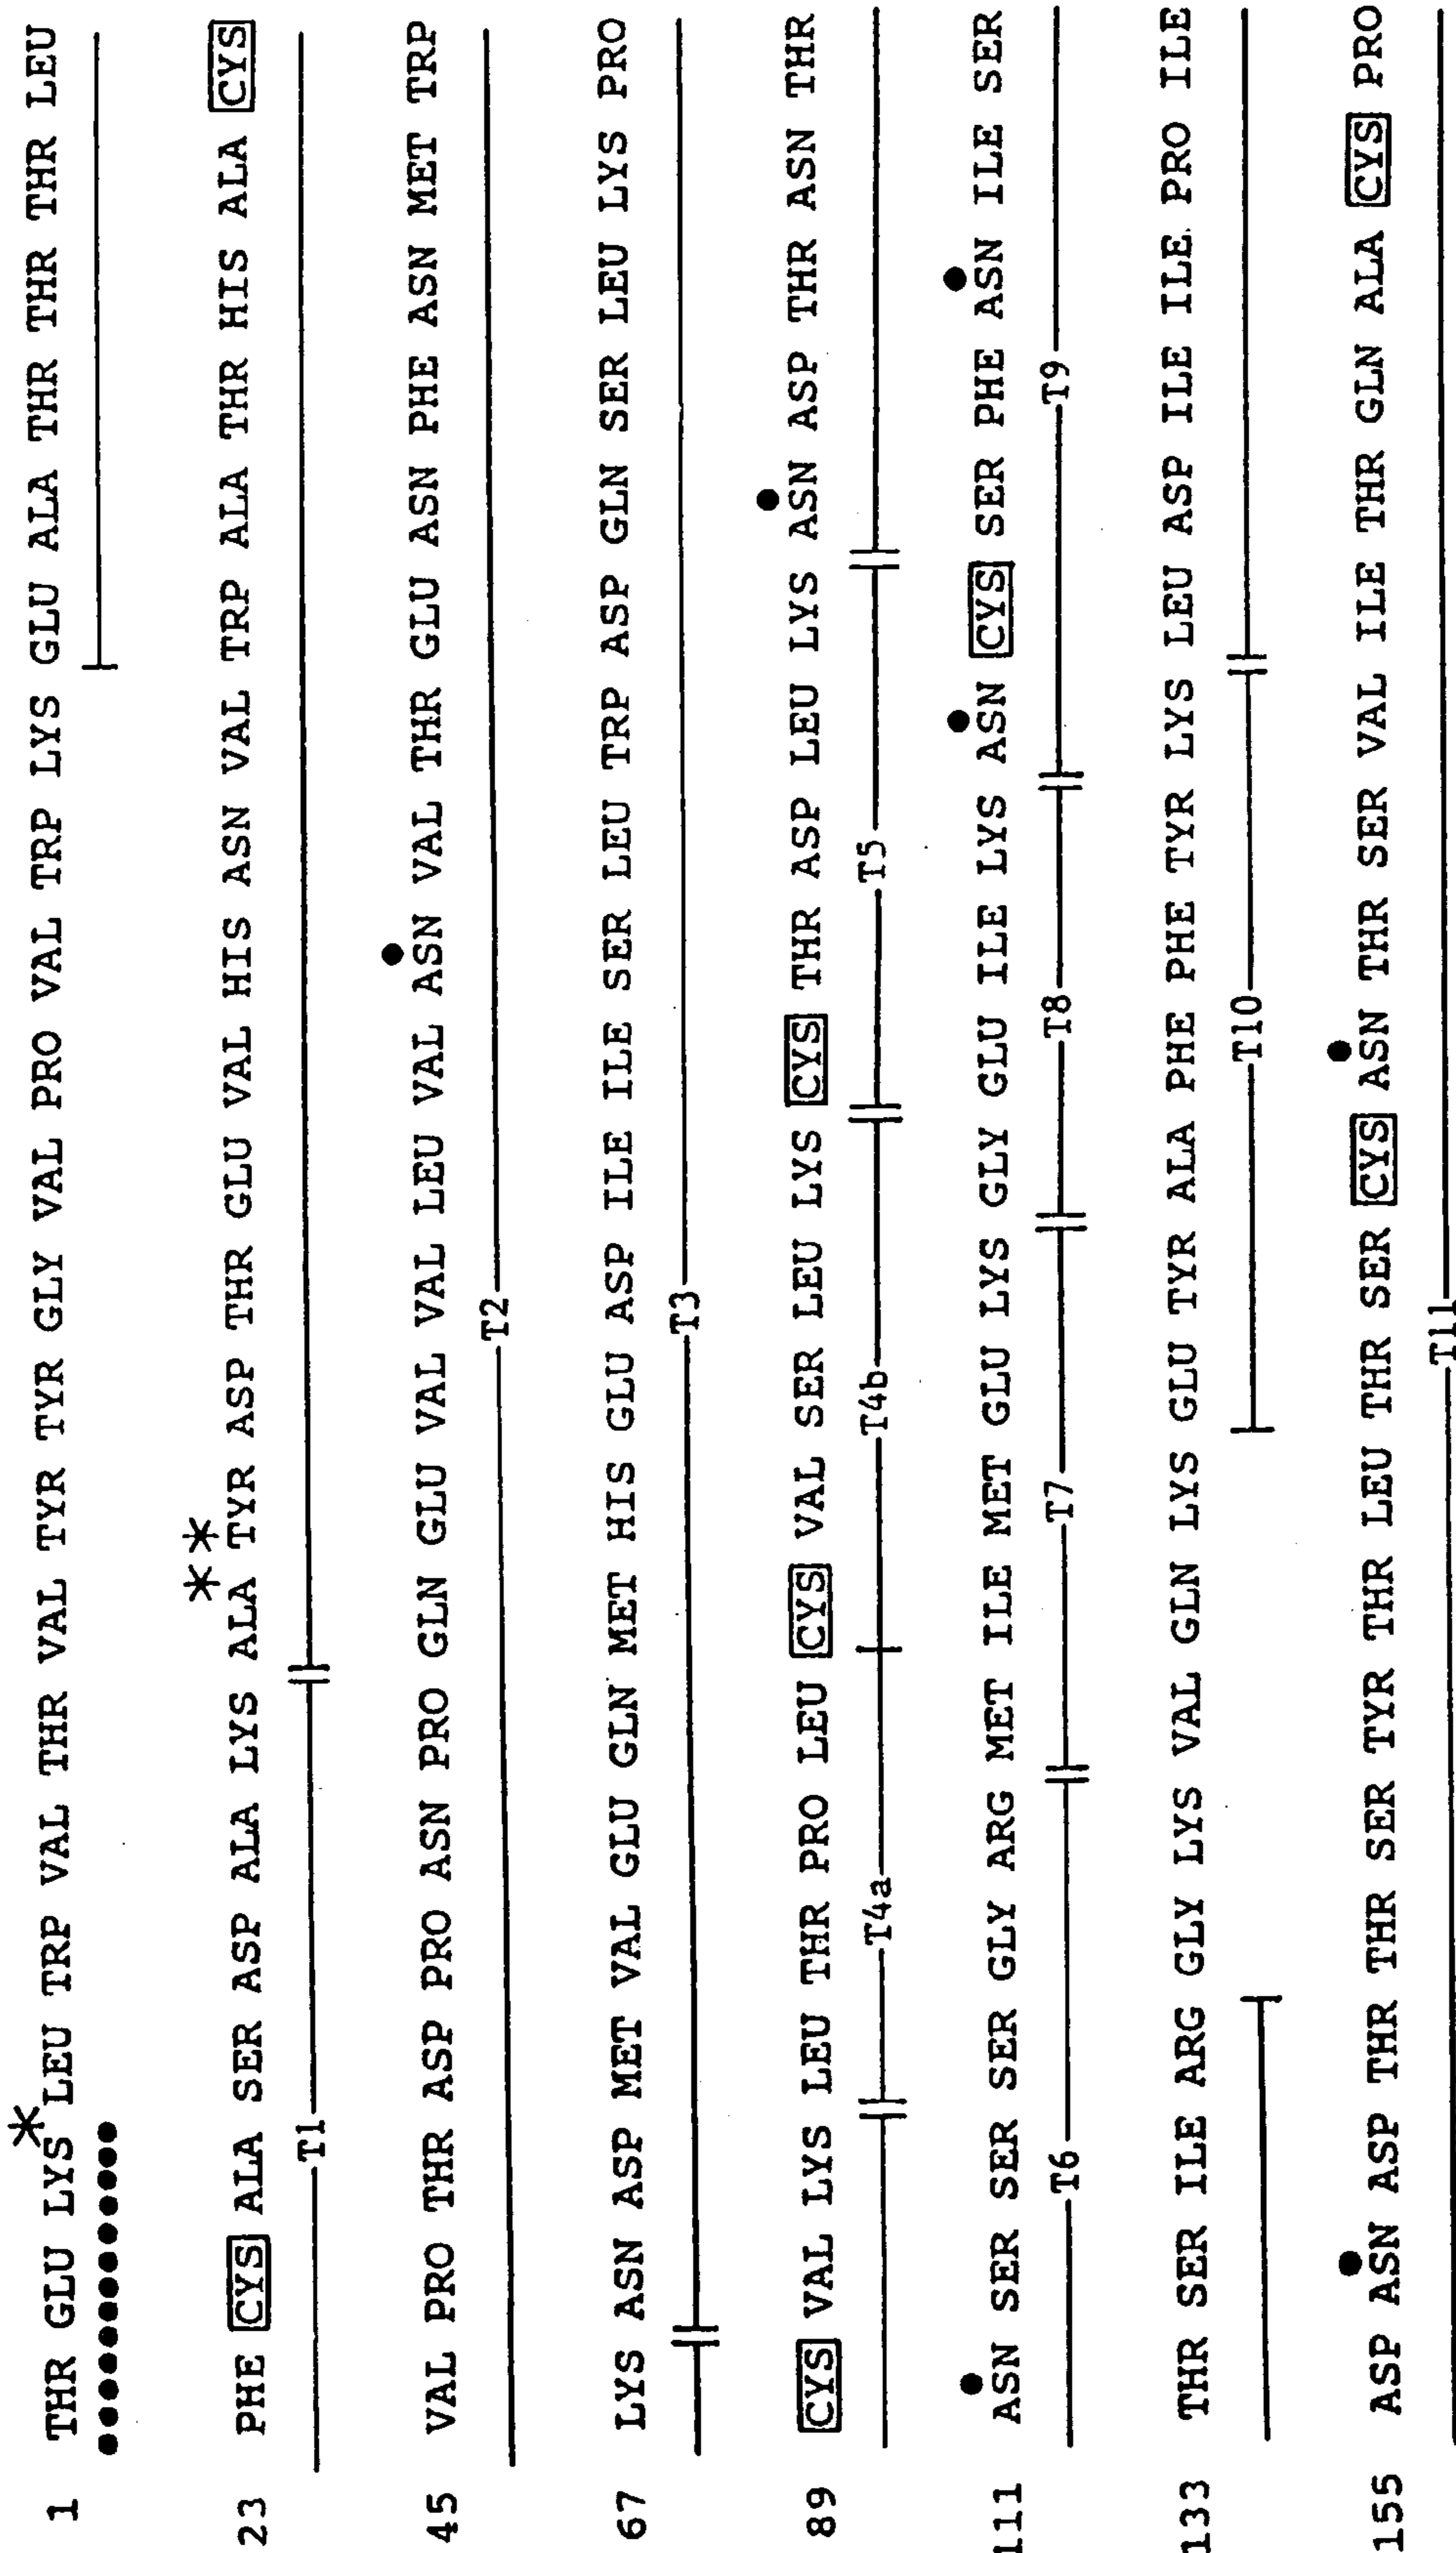 1 THR GLU LYS * LEU TRP VAL THR VAL TYR TYR GLY VAL PRO VAL TRP LYS GLU ALA THR THR THR LEU
* *
23 PHE CYS ALA SER ASP ALA LYS ALA TYR ASP THR GLU VAL HIS ASN VAL TRP ALA THR HIS ALA CYS
T1
45 VAL PRO THR ASP PRO ASN PRO GLN GLU VAL VAL LEU VAL ASN VAL THR GLU ASN PHE ASN MET TRP
T2
67 LYS ASN ASP MET VAL GLU GLN MET HIS GLU ASP ILE ILE SER LEU TRP ASP GLN SER LEU LYS PRO
T3
89 CYS VAL LYS LEU THR PRO LEU CYS VAL SER LEU LYS CYS THR ASP LEU LYS ASN ASP THR ASN THR
T4a T4b T5
111 ASN SER SER SER GLY ARG MET ILE MET GLU LYS GLY GLU ILE LYS ASN CYS SER PHE ASN ILE SER
T6 T7 T8 T9
133 THR SER ILE ARG GLY LYS VAL GLN LYS GLU TYR ALA PHE PHE TYR LYS LEU ASP ILE ILE PRO ILE
T10
155 ASP ASN ASP THR THR SER TYR THR LEU THR SER CYS ASN THR SER VAL ILE THR GLN ALA CYS PRO
T11